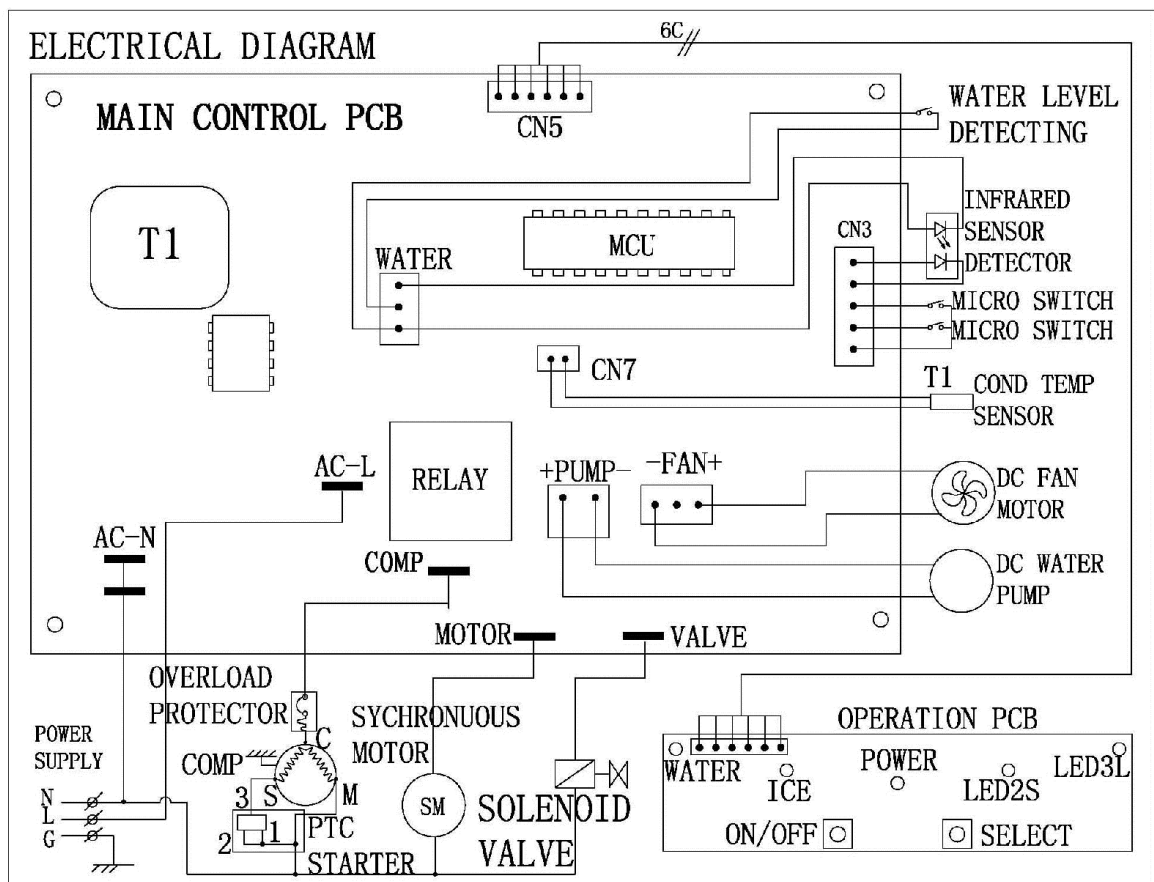 6C
ELECTRICAL DIAGRAM
MAIN CONTROL PCB
CN5
WATER LEVEL
DETECTING
T1
MCU
WATER
CN3
INFRARED
SENSOR
DETECTOR
MICRO SWITCH
MICRO SWITCH
CN7
T1
COND TEMP
SENSOR
AC-L
RELAY
+PUMP-
-FAN+
DC FAN
MOTOR
AC-N
COMP
DC WATER
PUMP
MOTOR
VALVE
OVERLOAD
PROTECTOR
SYCHRONUOUS
MOTOR
OPERATION PCB
POWER
SUPPLY
C
COMP
WATER
ICE
POWER
LED2S
LED3L
N
L
G
3
S
M
SM
SOLENOID
VALVE
2
1
PTC
STARTER
ON/OFF
SELECT